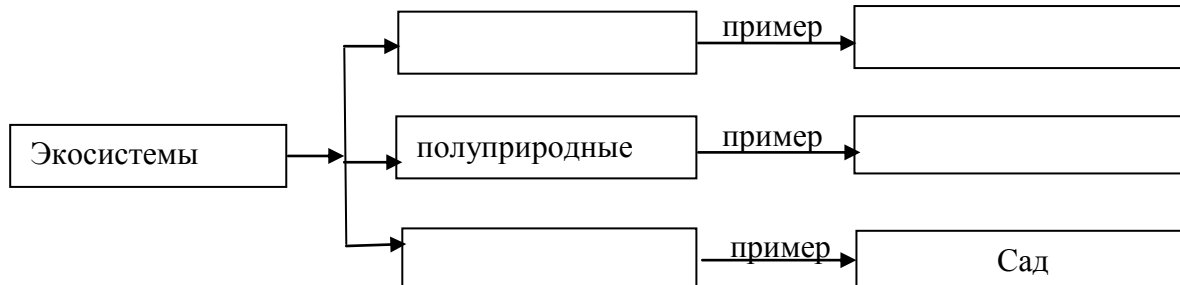 пример
Экосистемы
полуприродные
пример
пример
Сад